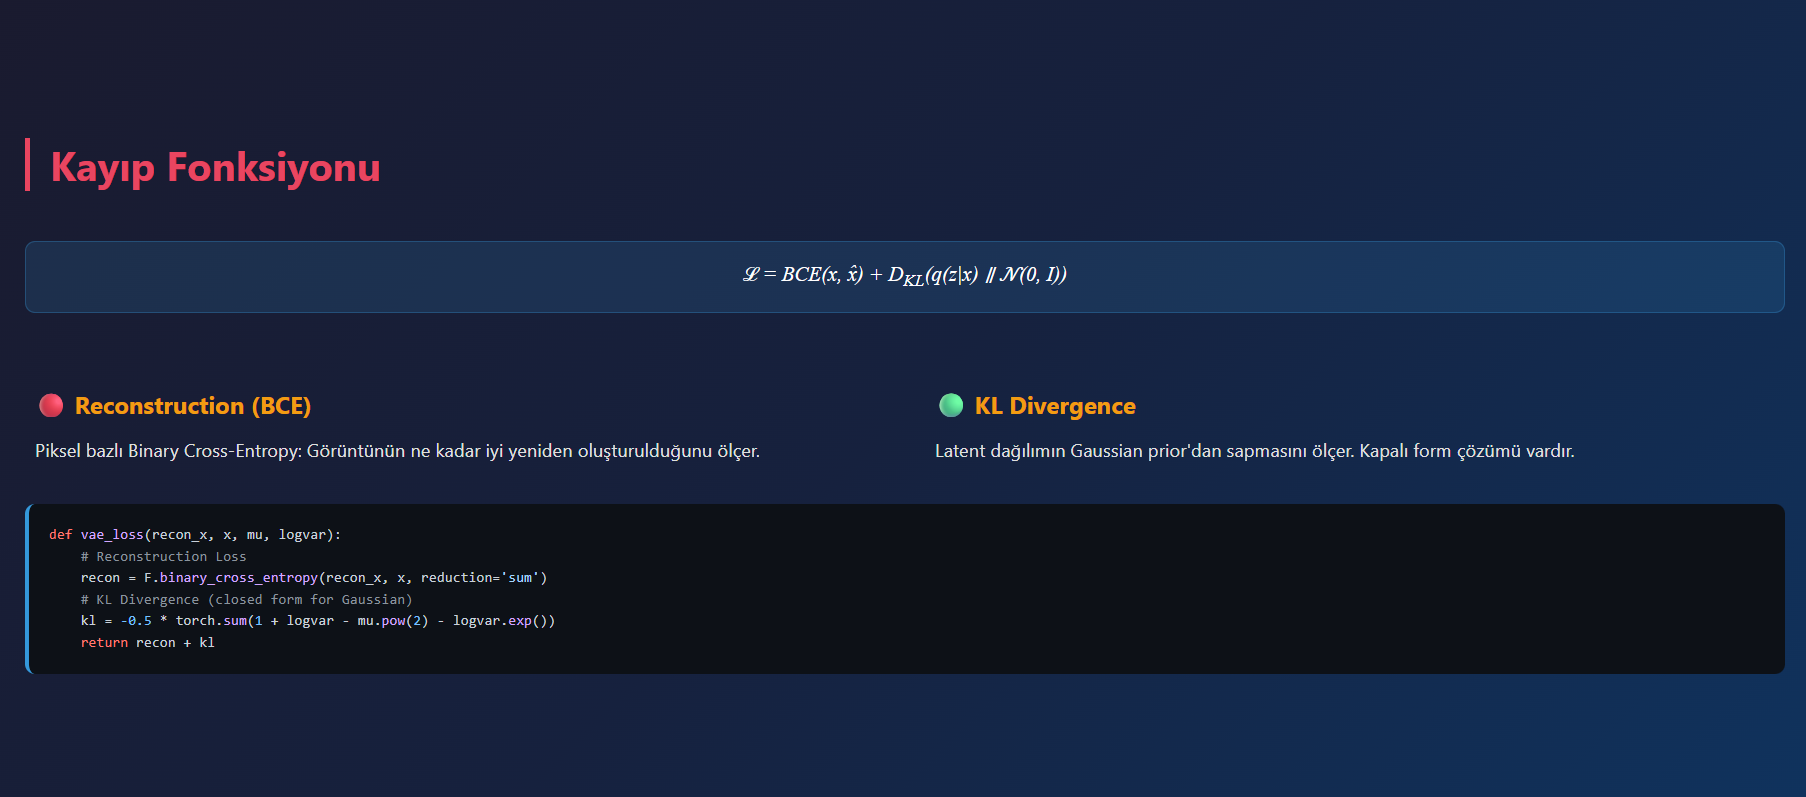 Kayıp Fonksiyonu
ℒ = BCE(x, x̂) + D_KL(q(z|x) ∥ 𝒩(0, I))
Reconstruction (BCE)
Piksel bazlı Binary Cross-Entropy: Görüntünün ne kadar iyi yeniden oluşturulduğunu ölçer.
KL Divergence
Latent dağılımın Gaussian prior'dan sapmasını ölçer. Kapalı form çözümü vardır.
def vae_loss(recon_x, x, mu, logvar):
    # Reconstruction Loss
    recon = F.binary_cross_entropy(recon_x, x, reduction='sum')
    # KL Divergence (closed form for Gaussian)
    kl = -0.5 * torch.sum(1 + logvar - mu.pow(2) - logvar.exp())
    return recon + kl